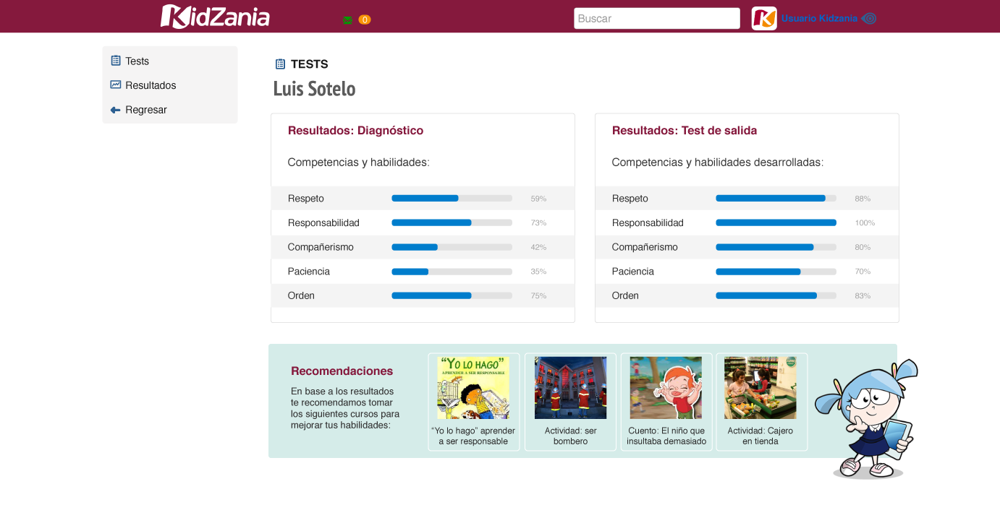 KidZania
0
Buscar
Usuario Kidzania
Tests
Resultados
Regresar
TESTS
Luis Sotelo
Resultados: Diagnóstico
Competencias y habilidades:
Respeto 59%
Responsabilidad 73%
Compañerismo 42%
Paciencia 35%
Orden 75%
Resultados: Test de salida
Competencias y habilidades desarrolladas:
Respeto 88%
Responsabilidad 100%
Compañerismo 80%
Paciencia 70%
Orden 83%
Recomendaciones
En base a los resultados
te recomendamos tomar
los siguientes cursos para
mejorar tus habilidades:
“YO LO HAGO”
APRENDER A SER RESPONSABLE
“Yo lo hago” aprender
a ser responsable
Actividad: ser
bombero
Cuento: El niño que
insultaba demasiado
Actividad: Cajero
en tienda